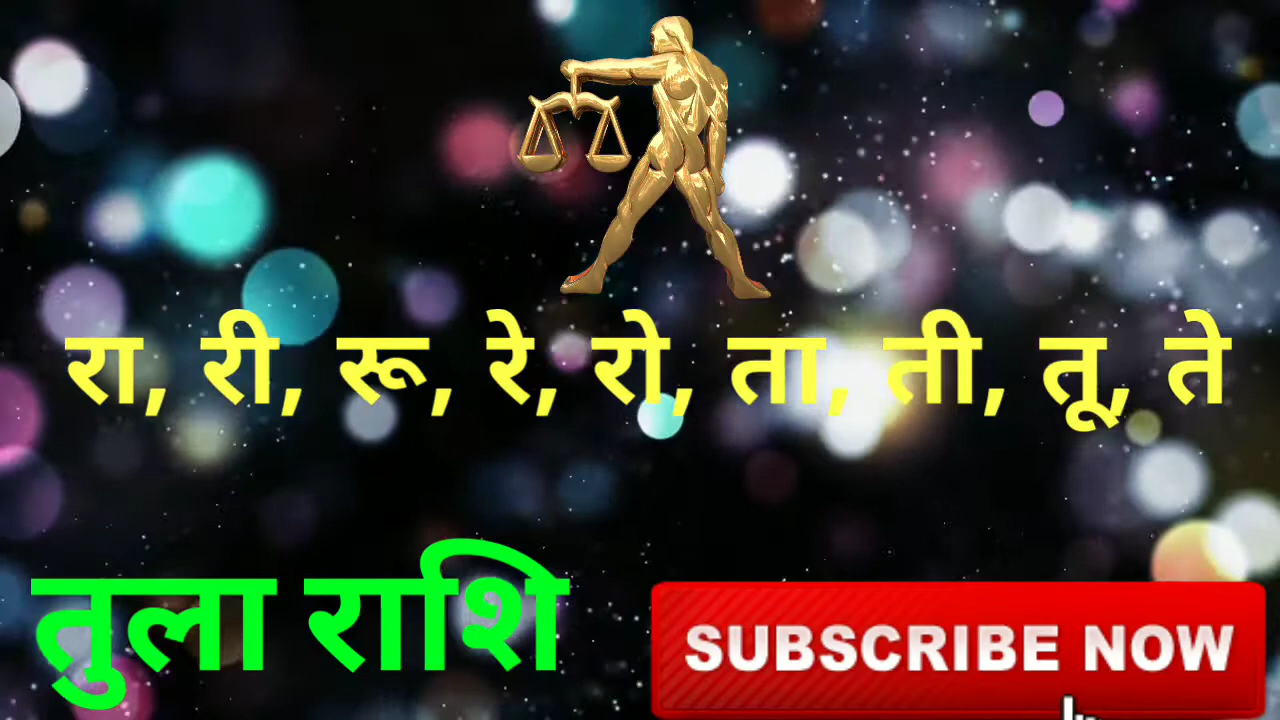 रा, री, रू, रे, रो, ता, ती, तू, ते
तुला राशि
SUBSCRIBE NOW